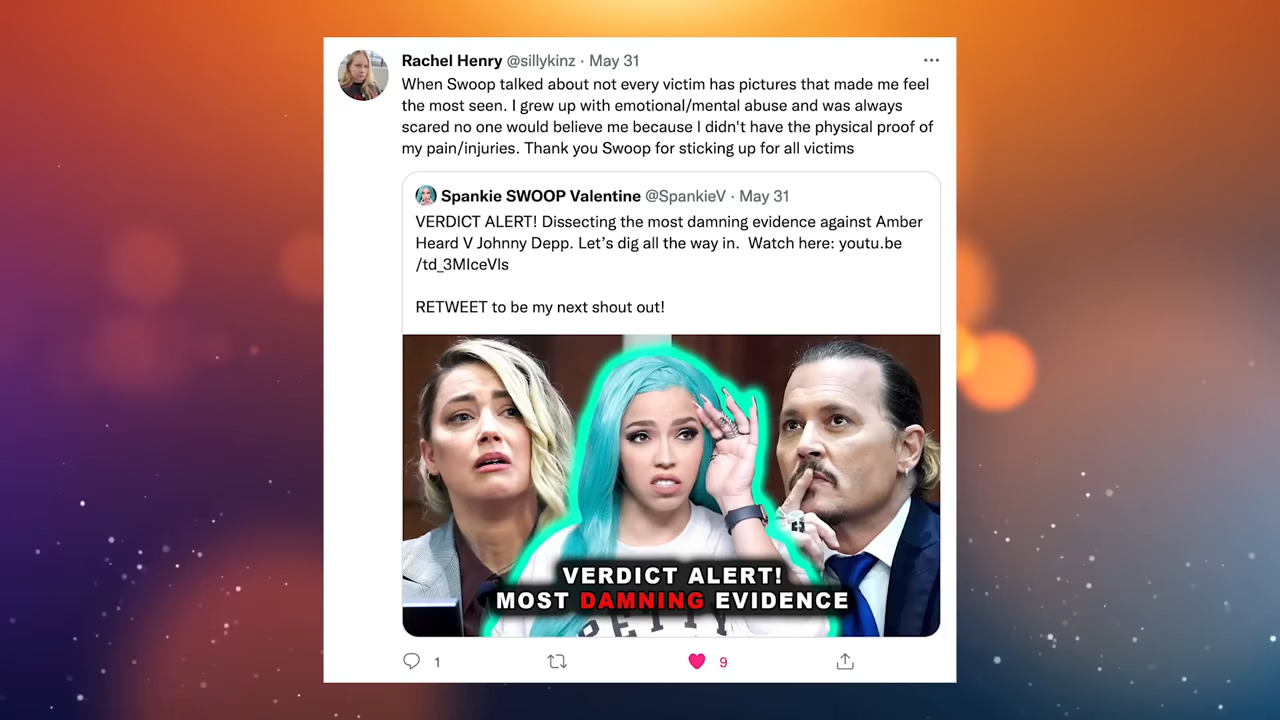 Rachel Henry @sillykinz · May 31
When Swoop talked about not every victim has pictures that made me feel
the most seen. I grew up with emotional/mental abuse and was always
scared no one would believe me because I didn't have the physical proof of
my pain/injuries. Thank you Swoop for sticking up for all victims
Spankie SWOOP Valentine @SpankieV · May 31
VERDICT ALERT! Dissecting the most damning evidence against Amber
Heard V Johnny Depp. Let’s dig all the way in.  Watch here: youtu.be
/td_3MIceVIs
RETWEET to be my next shout out!
VERDICT ALERT!
MOST DAMNING EVIDENCE
PETTY
1
9